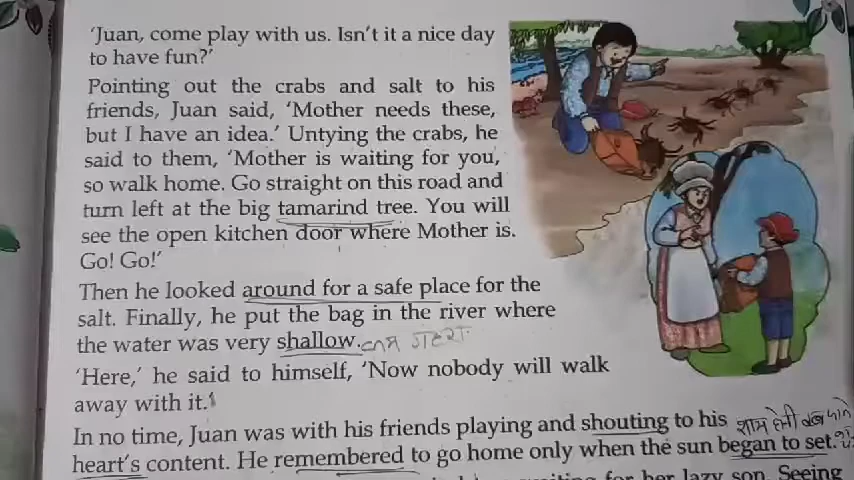 'Juan, come play with us. Isn't it a nice day
to have fun?'
Pointing out the crabs and salt to his
friends, Juan said, 'Mother needs these,
but I have an idea.' Untying the crabs, he
said to them, 'Mother is waiting for you,
so walk home. Go straight on this road and
turn left at the big tamarind tree. You will
see the open kitchen door where Mother is.
Go! Go!'
Then he looked around for a safe place for the
salt. Finally, he put the bag in the river where
the water was very shallow.
'Here,' he said to himself, 'Now nobody will walk
away with it.'
In no time, Juan was with his friends playing and shouting to his
heart's content. He remembered to go home only when the sun began to set.
for her lazy son. Seeing